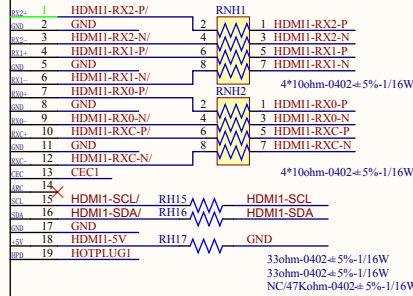 RX2+ 1 HDMI1-RX2-P/ RNH1
GND 2 GND 2 1 HDMI1-RX2-P
RX2- 3 HDMI1-RX2-N/ 4 3 HDMI1-RX2-N
RX1+ 4 HDMI1-RX1-P/ 6 5 HDMI1-RX1-P
GND 5 GND 8 7 HDMI1-RX1-N
RX1- 6 HDMI1-RX1-N/
4*10ohm-0402-±5%-1/16W
RX0+ 7 HDMI1-RX0-P/ RNH2
GND 8 GND 2 1 HDMI1-RX0-P
RX0- 9 HDMI1-RX0-N/ 4 3 HDMI1-RX0-N
RXC+ 10 HDMI1-RXC-P/ 6 5 HDMI1-RXC-P
GND 11 GND 8 7 HDMI1-RXC-N
RXC- 12 HDMI1-RXC-N/
CEC 13 CEC1 4*10ohm-0402-±5%-1/16W
ARC 14
SCL 15 HDMI1-SCL/ RH15 HDMI1-SCL
SDA 16 HDMI1-SDA/ RH16 HDMI1-SDA
GND 17 GND
+5V 18 HDMI1-5V RH17 GND
HPD 19 HOTPLUG1
33ohm-0402-±5%-1/16W
33ohm-0402-±5%-1/16W
NC/47Kohm-0402-±5%-1/16W